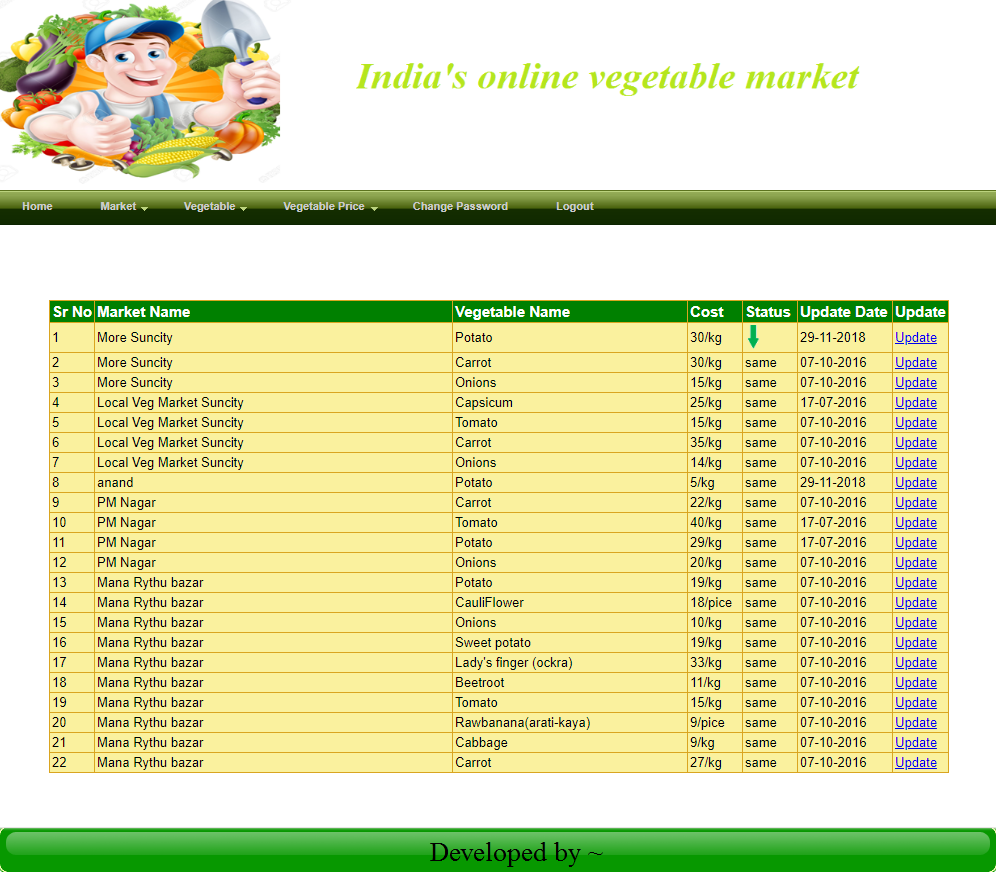 India's online vegetable market
Home Market Vegetable Vegetable Price Change Password Logout
Sr No Market Name Vegetable Name Cost Status Update Date Update
1 More Suncity Potato 30/kg 29-11-2018 Update
2 More Suncity Carrot 30/kg same 07-10-2016 Update
3 More Suncity Onions 15/kg same 07-10-2016 Update
4 Local Veg Market Suncity Capsicum 25/kg same 17-07-2016 Update
5 Local Veg Market Suncity Tomato 15/kg same 07-10-2016 Update
6 Local Veg Market Suncity Carrot 35/kg same 07-10-2016 Update
7 Local Veg Market Suncity Onions 14/kg same 07-10-2016 Update
8 anand Potato 5/kg same 29-11-2018 Update
9 PM Nagar Carrot 22/kg same 07-10-2016 Update
10 PM Nagar Tomato 40/kg same 17-07-2016 Update
11 PM Nagar Potato 29/kg same 17-07-2016 Update
12 PM Nagar Onions 20/kg same 07-10-2016 Update
13 Mana Rythu bazar Potato 19/kg same 07-10-2016 Update
14 Mana Rythu bazar CauliFlower 18/pice same 07-10-2016 Update
15 Mana Rythu bazar Onions 10/kg same 07-10-2016 Update
16 Mana Rythu bazar Sweet potato 19/kg same 07-10-2016 Update
17 Mana Rythu bazar Lady's finger (ockra) 33/kg same 07-10-2016 Update
18 Mana Rythu bazar Beetroot 11/kg same 07-10-2016 Update
19 Mana Rythu bazar Tomato 15/kg same 07-10-2016 Update
20 Mana Rythu bazar Rawbanana(arati-kaya) 9/pice same 07-10-2016 Update
21 Mana Rythu bazar Cabbage 9/kg same 07-10-2016 Update
22 Mana Rythu bazar Carrot 27/kg same 07-10-2016 Update
Developed by ~